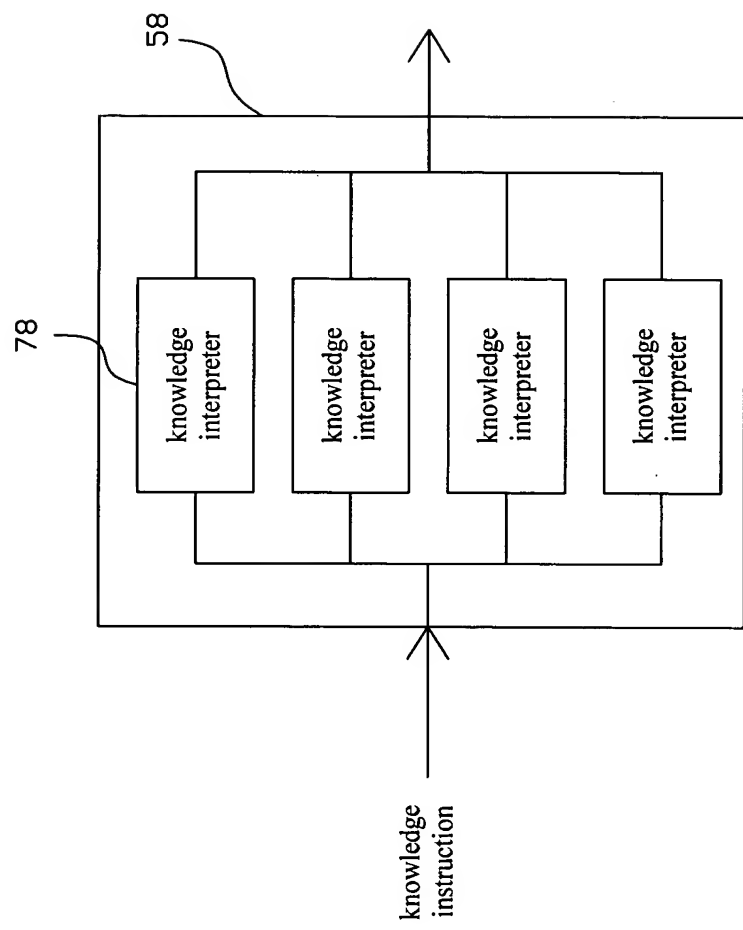 58
78
knowledge
interpreter
knowledge
interpreter
knowledge
interpreter
knowledge
interpreter
knowledge
instruction